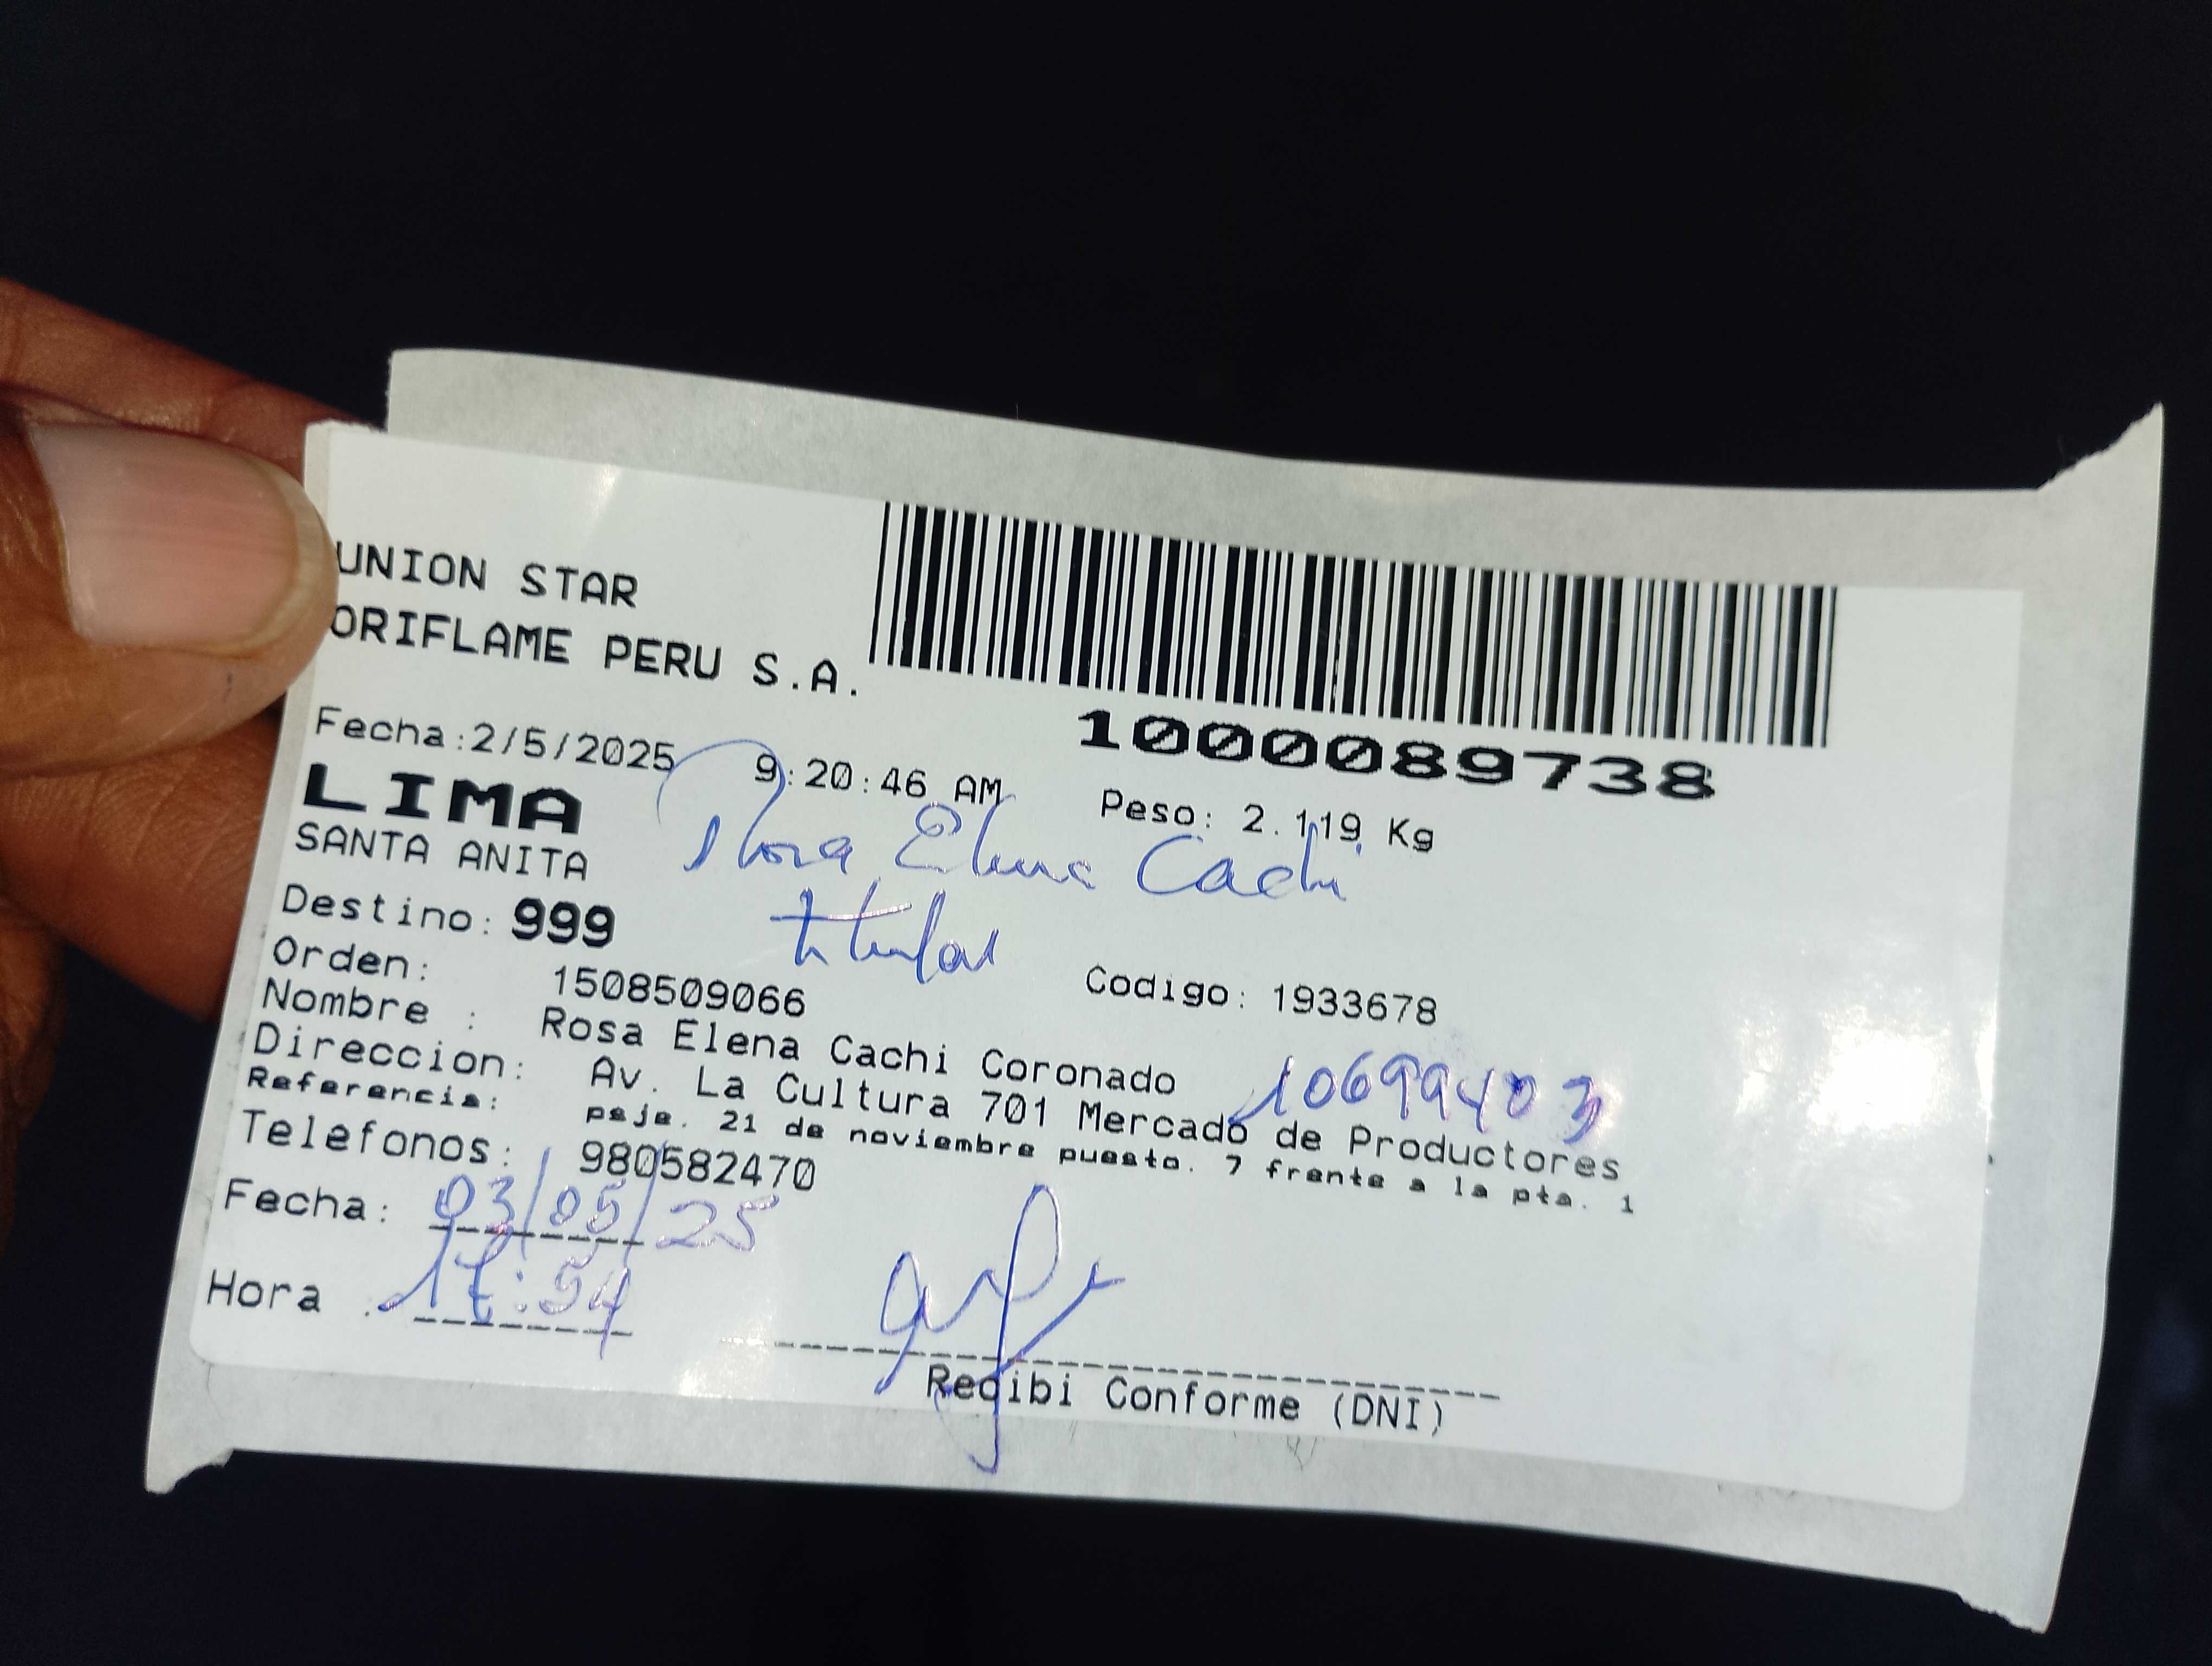 UNION STAR
ORIFLAME PERU S.A.
1000089738
Fecha:2/5/2025 9:20:46 AM Peso: 2.119 Kg
LIMA
SANTA ANITA
Rosa Elena Cachi
titular
Destino: 999
Orden: 1508509066 Codigo: 1933678
Nombre : Rosa Elena Cachi Coronado
10699403
Direccion: Av. La Cultura 701 Mercado de Productores
Referencia: psje. 21 de noviembre puesto. 7 frente a la pta. 1
Telefonos: 980582470
Fecha: 03/05/25
Hora : 17:54
Recibi Conforme (DNI)